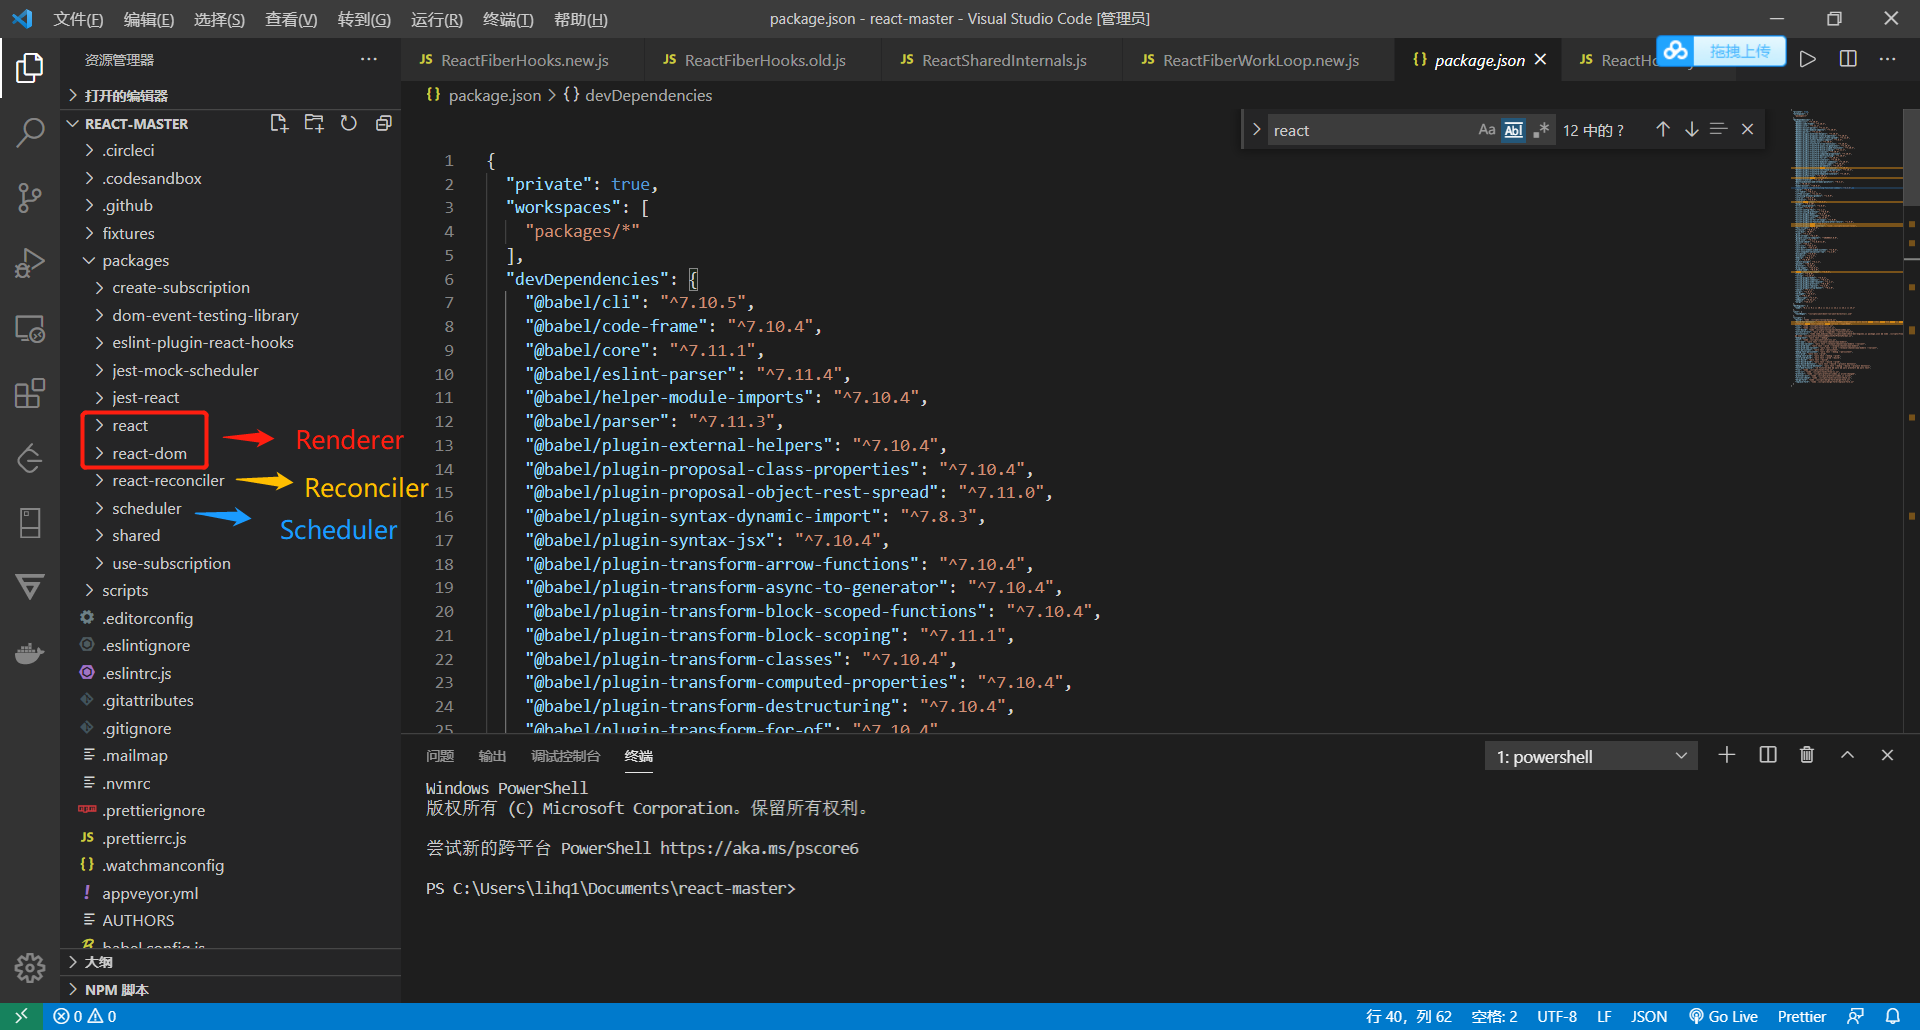 文件(F) 编辑(E) 选择(S) 查看(V) 转到(G) 运行(R) 终端(T) 帮助(H)
package.json - react-master - Visual Studio Code [管理员]
资源管理器
打开的编辑器
REACT-MASTER
.circleci
.codesandbox
.github
fixtures
packages
create-subscription
dom-event-testing-library
eslint-plugin-react-hooks
jest-mock-scheduler
jest-react
react
react-dom
Renderer
react-reconciler
Reconciler
scheduler
Scheduler
shared
use-subscription
scripts
.editorconfig
.eslintignore
.eslintrc.js
.gitattributes
.gitignore
.mailmap
.nvmrc
.prettierignore
JS .prettierrc.js
{} .watchmanconfig
! appveyor.yml
AUTHORS
babel.config.js
大纲
NPM 脚本
JS ReactFiberHooks.new.js
JS ReactFiberHooks.old.js
JS ReactSharedInternals.js
JS ReactFiberWorkLoop.new.js
{} package.json
JS ReactHo
拖拽上传
{} package.json > {} devDependencies
react
Aa Abl .* 12 中的 ?
1 {
2 "private": true,
3 "workspaces": [
4 "packages/*"
5 ],
6 "devDependencies": {
7 "@babel/cli": "^7.10.5",
8 "@babel/code-frame": "^7.10.4",
9 "@babel/core": "^7.11.1",
10 "@babel/eslint-parser": "^7.11.4",
11 "@babel/helper-module-imports": "^7.10.4",
12 "@babel/parser": "^7.11.3",
13 "@babel/plugin-external-helpers": "^7.10.4",
14 "@babel/plugin-proposal-class-properties": "^7.10.4",
15 "@babel/plugin-proposal-object-rest-spread": "^7.11.0",
16 "@babel/plugin-syntax-dynamic-import": "^7.8.3",
17 "@babel/plugin-syntax-jsx": "^7.10.4",
18 "@babel/plugin-transform-arrow-functions": "^7.10.4",
19 "@babel/plugin-transform-async-to-generator": "^7.10.4",
20 "@babel/plugin-transform-block-scoped-functions": "^7.10.4",
21 "@babel/plugin-transform-block-scoping": "^7.11.1",
22 "@babel/plugin-transform-classes": "^7.10.4",
23 "@babel/plugin-transform-computed-properties": "^7.10.4",
24 "@babel/plugin-transform-destructuring": "^7.10.4",
25 "@babel/plugin-transform-for-of": "^7.10.4"
问题 输出 调试控制台 终端
1: powershell
Windows PowerShell
版权所有 (C) Microsoft Corporation。保留所有权利。
尝试新的跨平台 PowerShell https://aka.ms/pscore6
PS C:\Users\lihq1\Documents\react-master>
0 0
行 40，列 62 空格: 2 UTF-8 LF JSON Go Live Prettier